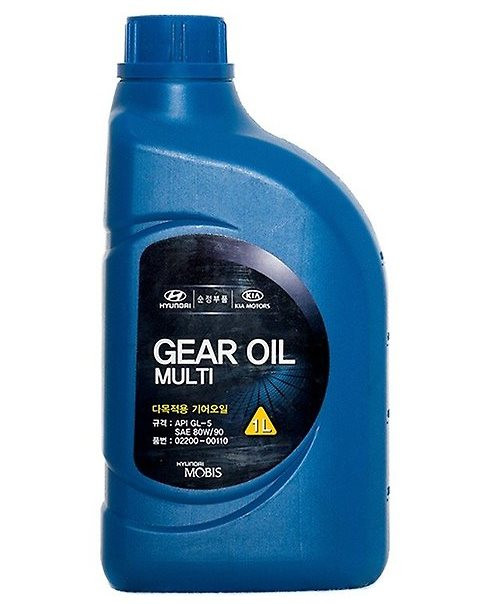 HYUNDAI 순정부품 KIA KIA MOTORS
GEAR OIL
MULTI
다목적용 기어오일
규격 : API GL-5
SAE 80W/90
품번 : 02200-00110
1L
HYUNDAI
MOBIS